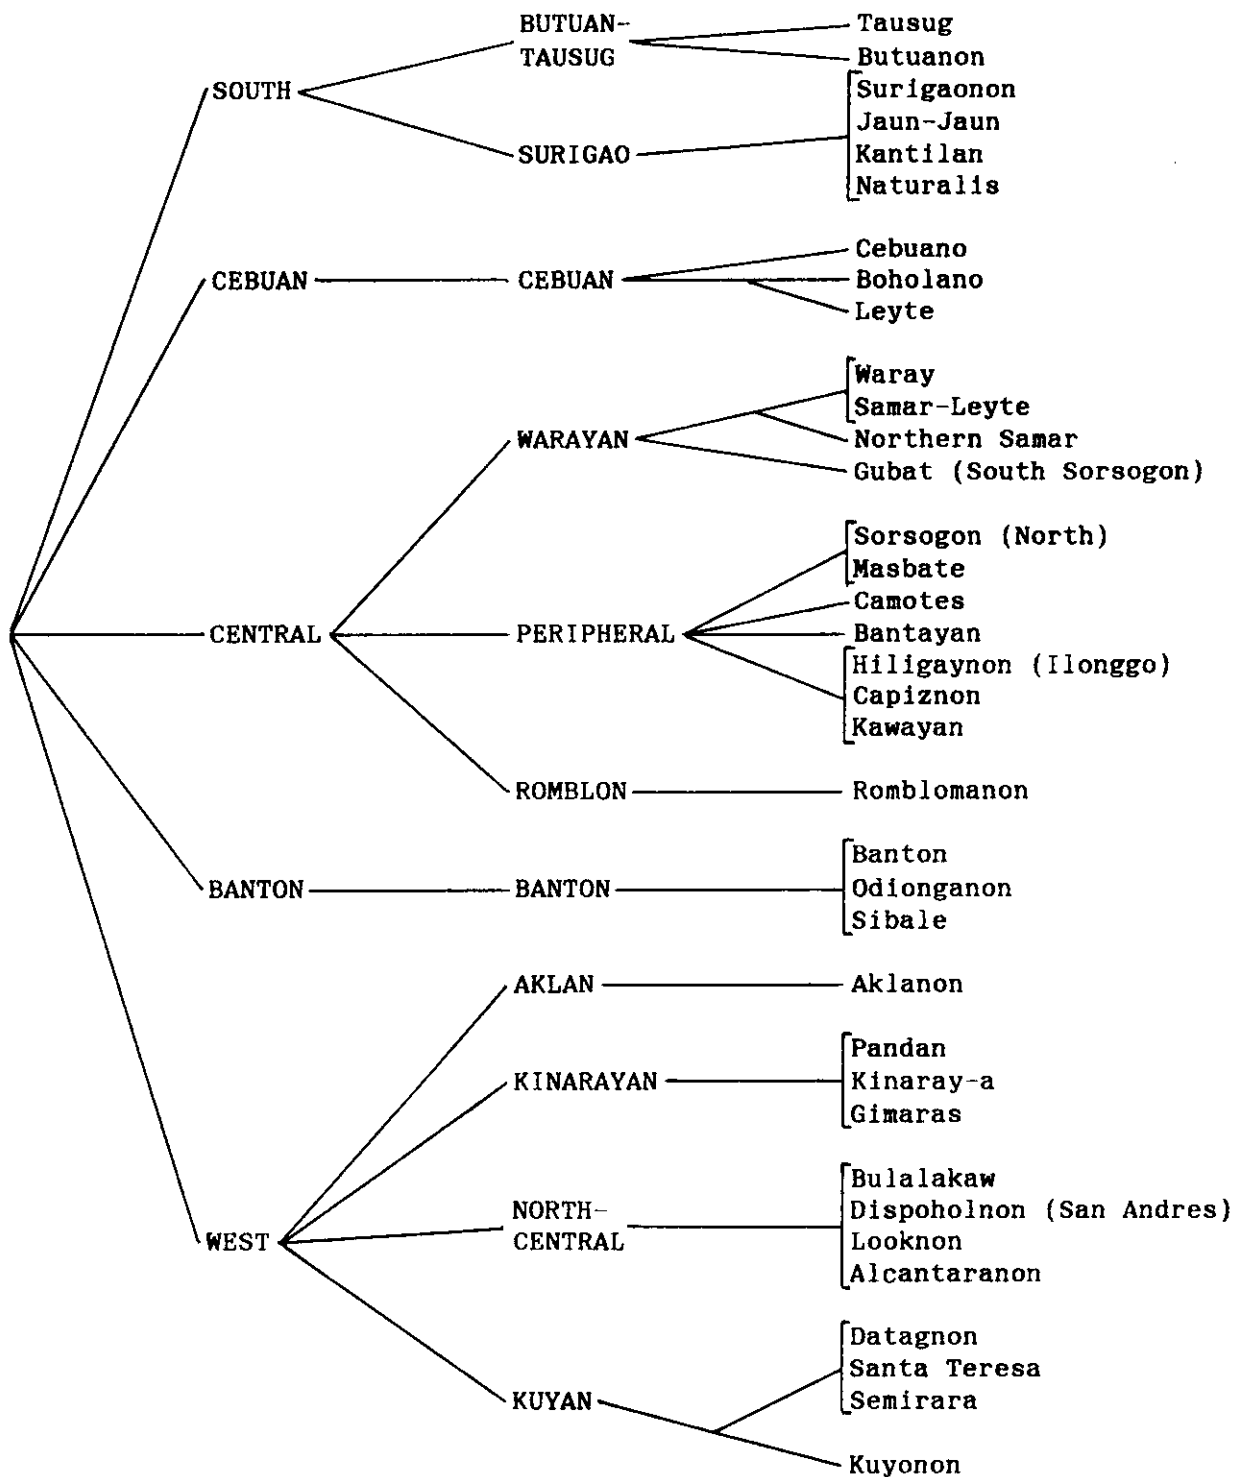 BUTUAN-
TAUSUG
Tausug
Butuanon
SOUTH
Surigaonon
Jaun-Jaun
SURIGAO
Kantilan
Naturalis
Cebuano
CEBUAN
CEBUAN
Boholano
Leyte
Waray
Samar-Leyte
WARAYAN
Northern Samar
Gubat (South Sorsogon)
Sorsogon (North)
Masbate
Camotes
CENTRAL
PERIPHERAL
Bantayan
Hiligaynon (Ilonggo)
Capiznon
Kawayan
ROMBLON
Romblomanon
Banton
BANTON
BANTON
Odionganon
Sibale
AKLAN
Aklanon
Pandan
KINARAYAN
Kinaray-a
Gimaras
Bulalakaw
NORTH-
CENTRAL
Dispoholnon (San Andres)
WEST
Looknon
Alcantaranon
Datagnon
Santa Teresa
KUYAN
Semirara
Kuyonon